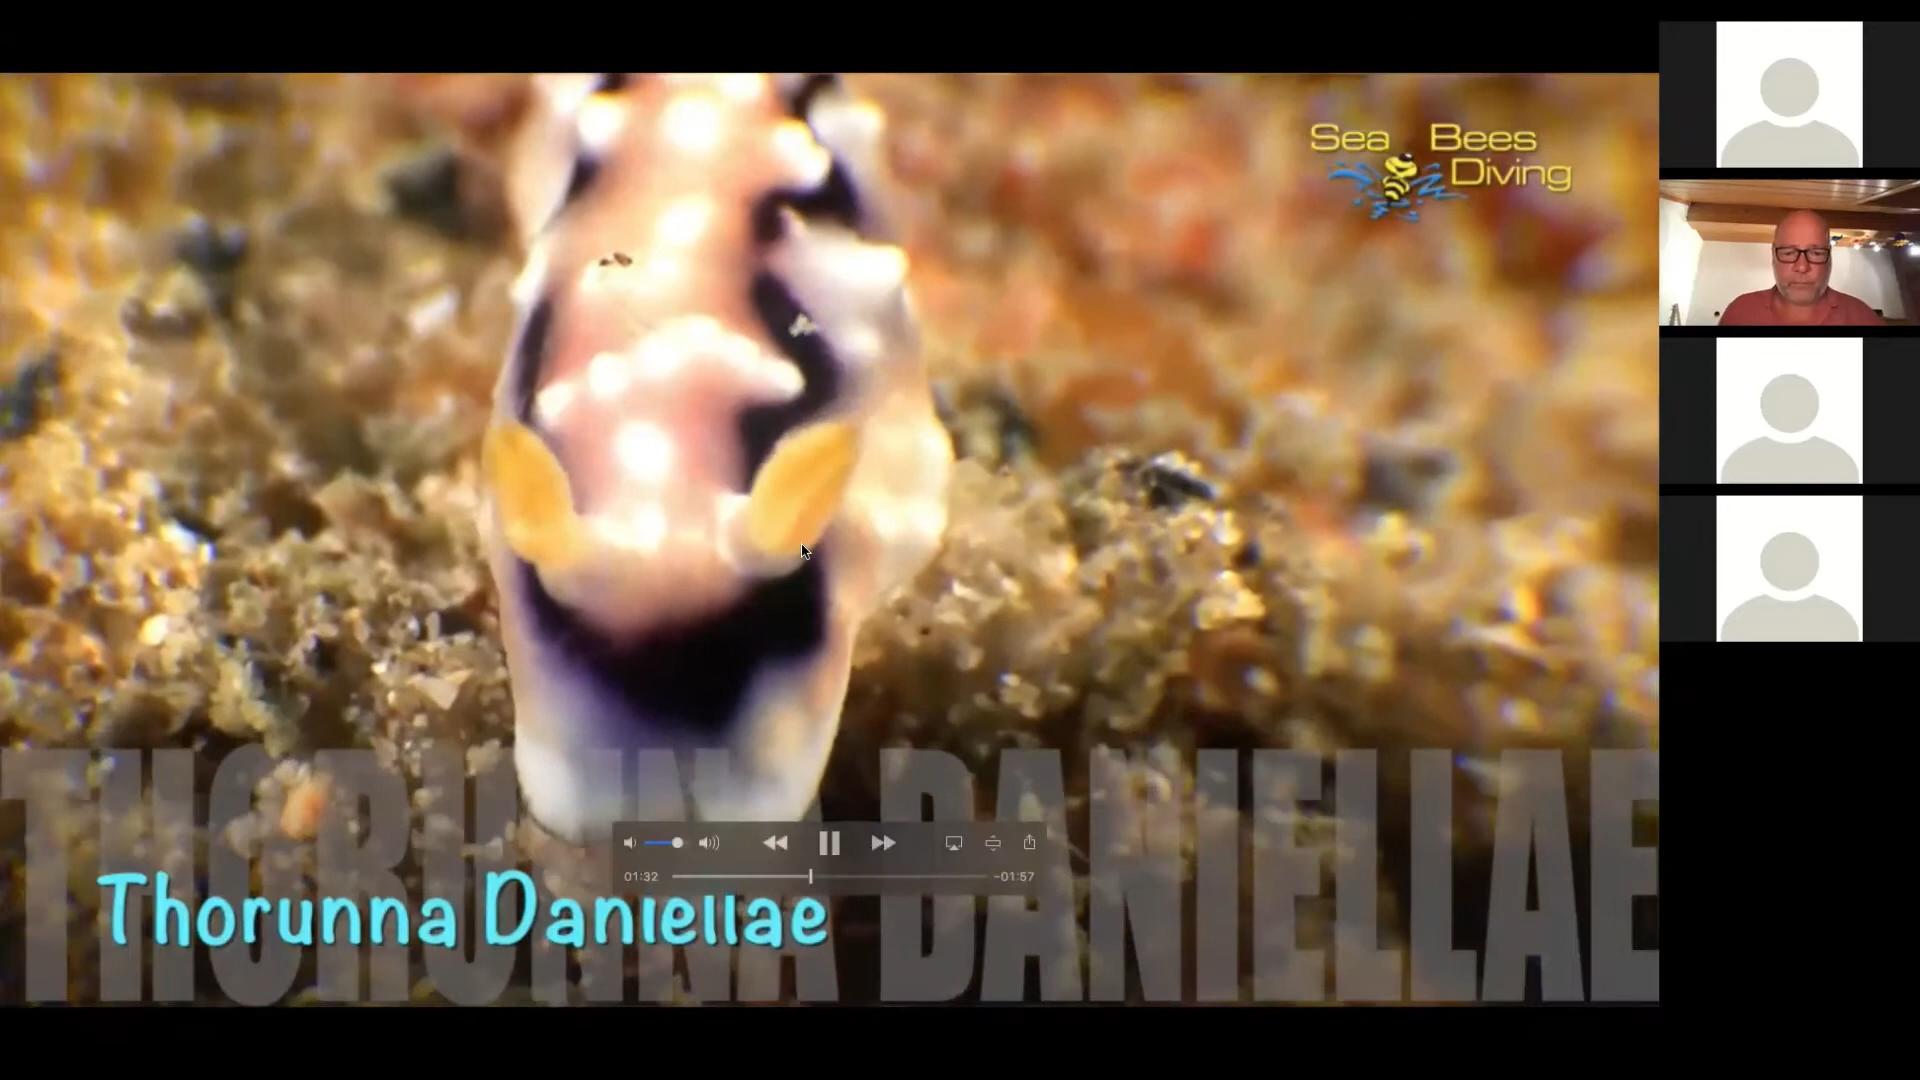 Sea Bees
Diving
THORUNNA DANIELLAE
Thorunna Daniellae
01:32
-01:57